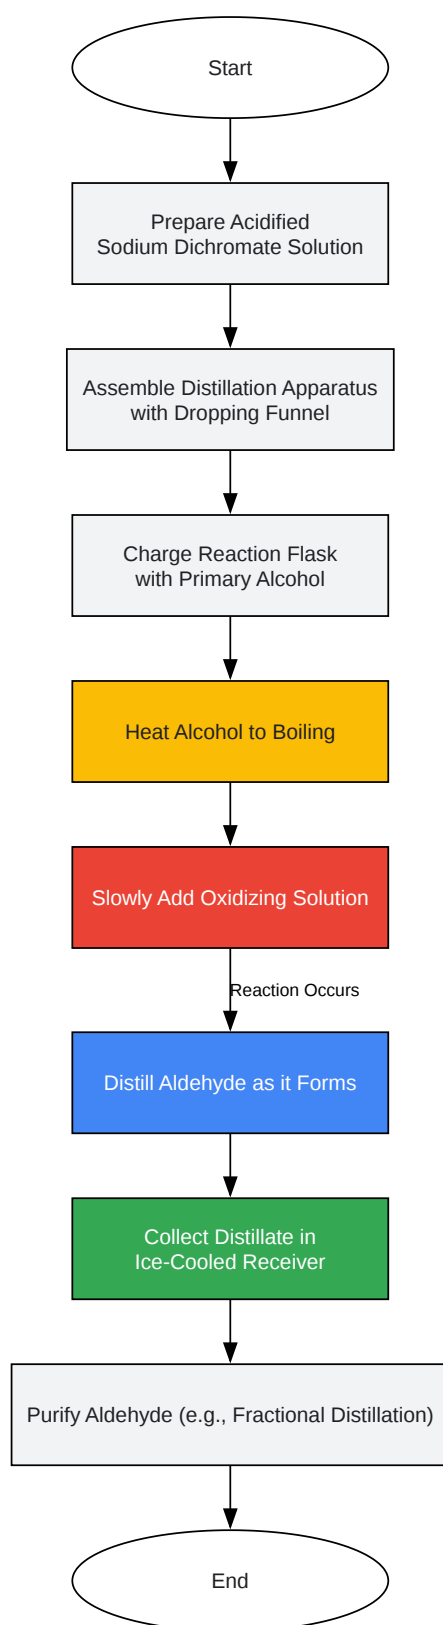 Start
Prepare Acidified
Sodium Dichromate Solution
Assemble Distillation Apparatus
with Dropping Funnel
Charge Reaction Flask
with Primary Alcohol
Heat Alcohol to Boiling
Slowly Add Oxidizing Solution
Reaction Occurs
Distill Aldehyde as it Forms
Collect Distillate in
Ice-Cooled Receiver
Purify Aldehyde (e.g., Fractional Distillation)
End